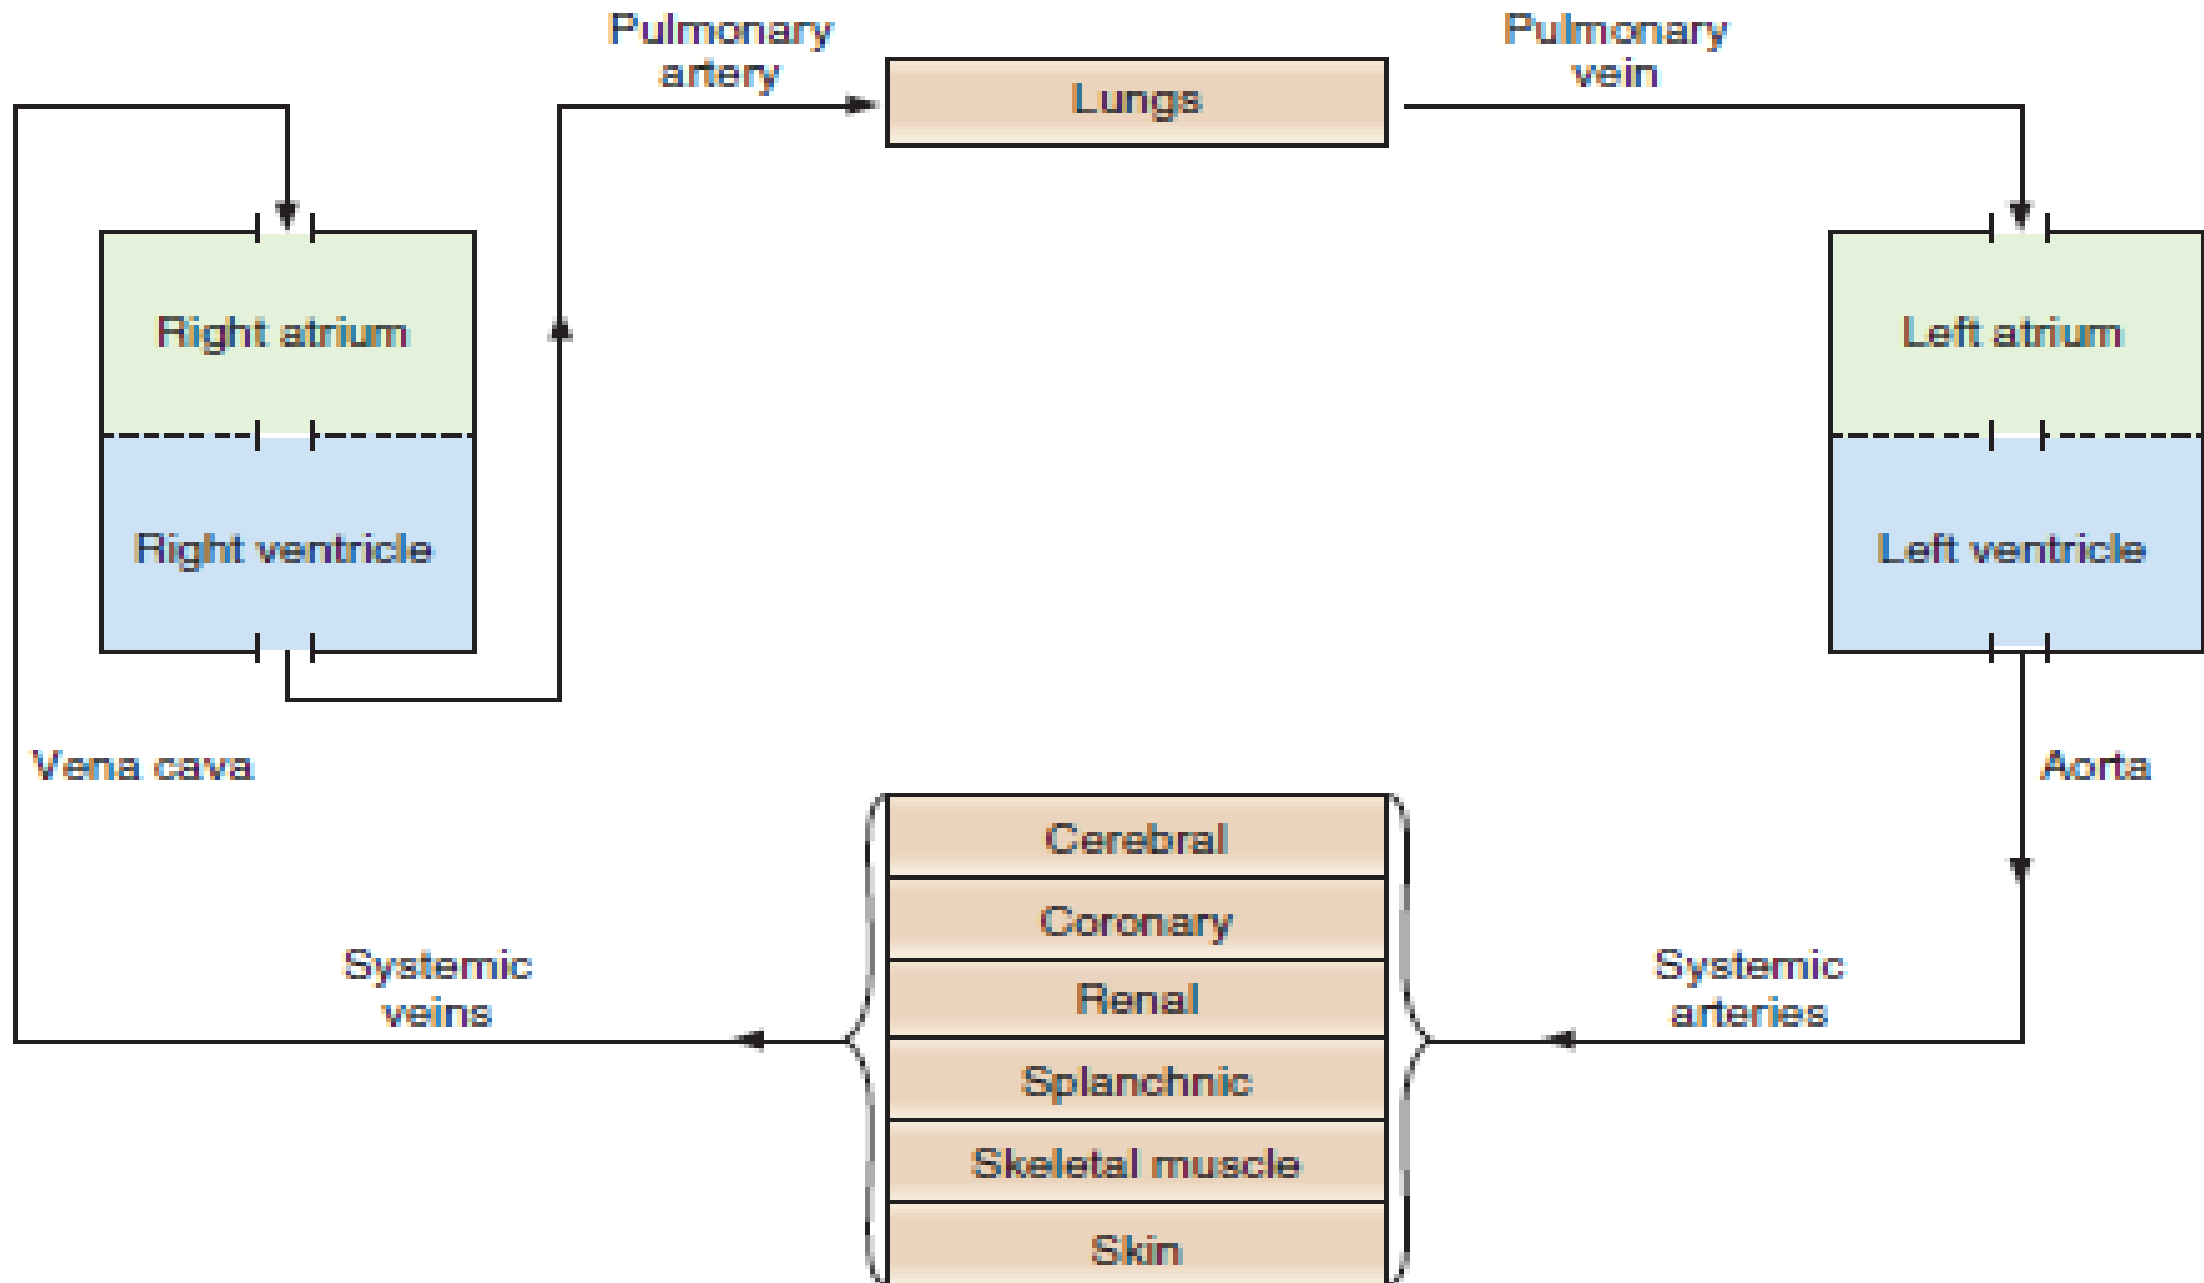 Pulmonary
artery
Lungs
Pulmonary
vein
Right atrium
Left atrium
Right ventricle
Left ventricle
Vena cava
Aorta
Cerebral
Coronary
Systemic
veins
Renal
Systemic
arteries
Splanchnic
Skeletal muscle
Skin